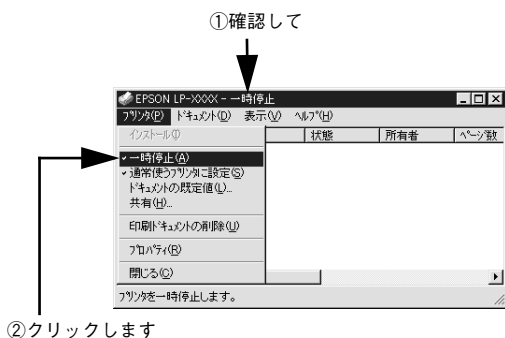 ①確認して
EPSON LP-XXXX - 一時停止
プリンタ(P) ドキュメント(D) 表示(V) ヘルプ(H)
インストール(I)
状態 所有者 ページ数
一時停止(A)
通常使うプリンタに設定(S)
ドキュメントの既定値(L)...
共有(H)...
印刷ドキュメントの削除(U)
プロパティ(R)
閉じる(C)
プリンタを一時停止します。
②クリックします